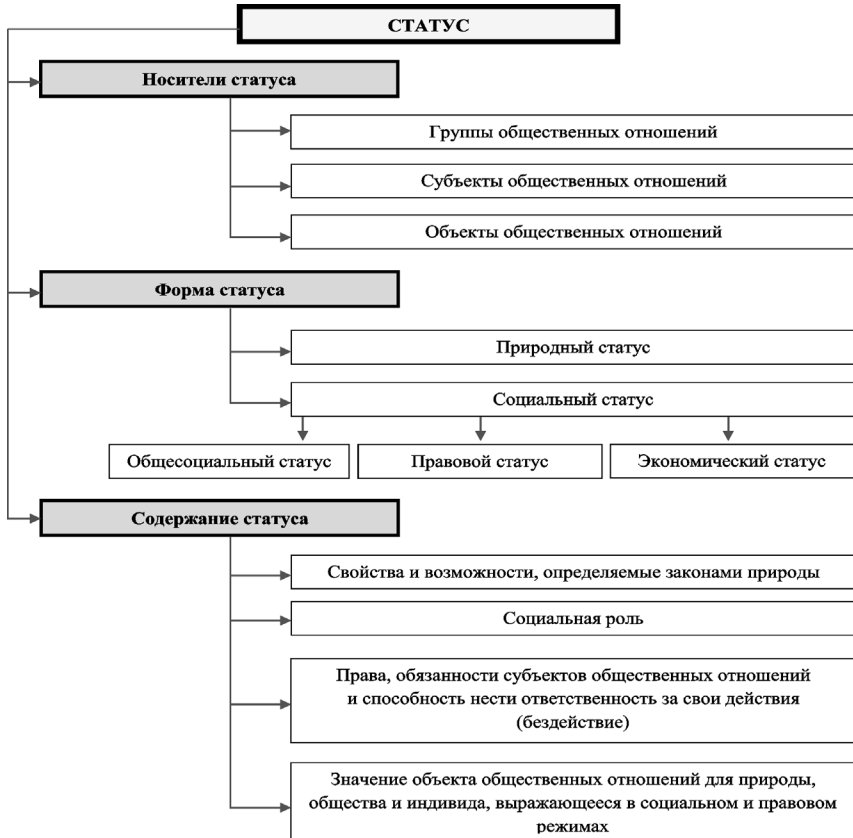 СТАТУС
Носители статуса
Группы общественных отношений
Субъекты общественных отношений
Объекты общественных отношений
Форма статуса
Природный статус
Социальный статус
Общесоциальный статус
Правовой статус
Экономический статус
Содержание статуса
Свойства и возможности, определяемые законами природы
Социальная роль
Права, обязанности субъектов общественных отношений
и способность нести ответственность за свои действия
(бездействие)
Значение объекта общественных отношений для природы,
общества и индивида, выражающееся в социальном и правовом
режимах